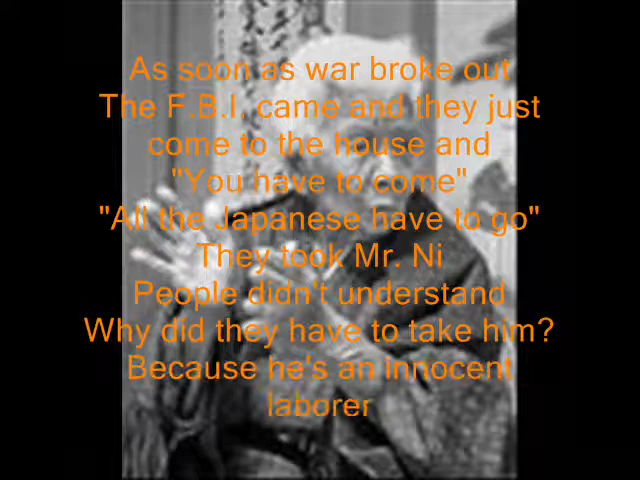 As soon as war broke out
The F.B.I. came and they just
come to the house and
"You have to come"
"All the Japanese have to go"
They took Mr. Ni
People didn't understand
Why did they have to take him?
Because he's an innocent
laborer